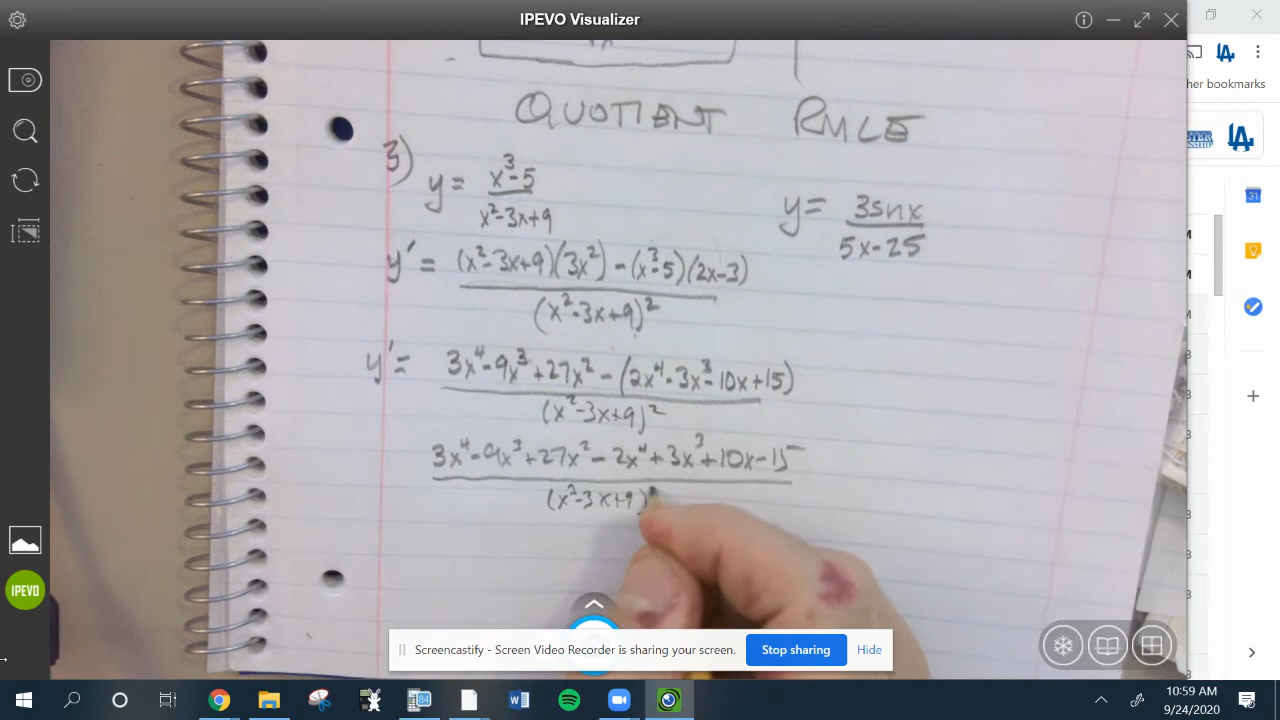 IPEVO Visualizer
her bookmarks
QUOTIENT RULE
3)
y = x³-5 / x²-3x+9
y = 3sinx / 5x-25
y' = (x²-3x+9)(3x²) - (x³-5)(2x-3) / (x²-3x+9)²
y' = 3x⁴-9x³+27x² - (2x⁴-3x³-10x+15) / (x²-3x+9)²
3x⁴-9x³+27x²-2x⁴+3x³+10x-15 / (x²-3x+9)
IPEVO
31
Screencastify - Screen Video Recorder is sharing your screen.
Stop sharing
Hide
84
10:59 AM
9/24/2020